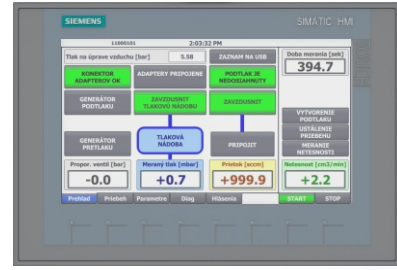 SIEMENS
SIMATIC HMI
11000101
2:03:32 PM
Tlak na úprave vzduchu [bar] 5.58
ZAZNAM NA USB
Doba merania [sek]
394.7
KONEKTOR
ADAPTEROV OK
ADAPTERY PRIPOJENE
PODTLAK JE
NEDOSIAHNUTY
GENERÁTOR
PODTLAKU
ZAVZDUSNIT
TLAKOVÚ NÁDOBU
ZAVZDUSNIT
VYTVORENIE
PODTLAKU
USTÁLENIE
PRIEBEHU
MERANIE
NETESNOSTI
GENERÁTOR
PRETLAKU
TLAKOVÁ
NÁDOBA
PRIPOJIT
Propor. ventil [bar]
-0.0
Meraný tlak [mbar]
+0.7
Prietok [sccm]
+999.9
Netesnost [cm3/min]
+2.2
Prehlad Priebeh Parametre Diag Hlásenia START STOP